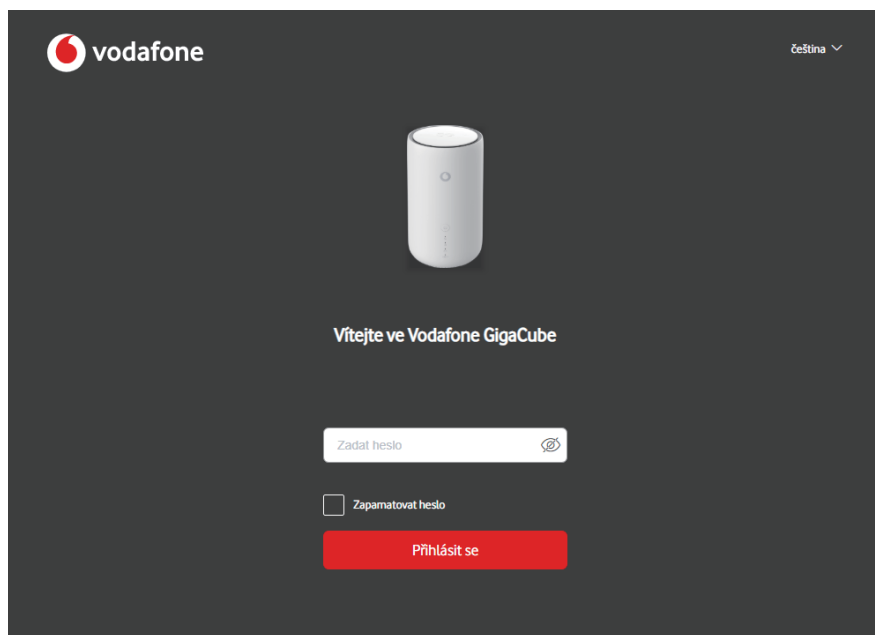 vodafone
čeština
Vítejte ve Vodafone GigaCube
Zadat heslo
Zapamatovat heslo
Přihlásit se